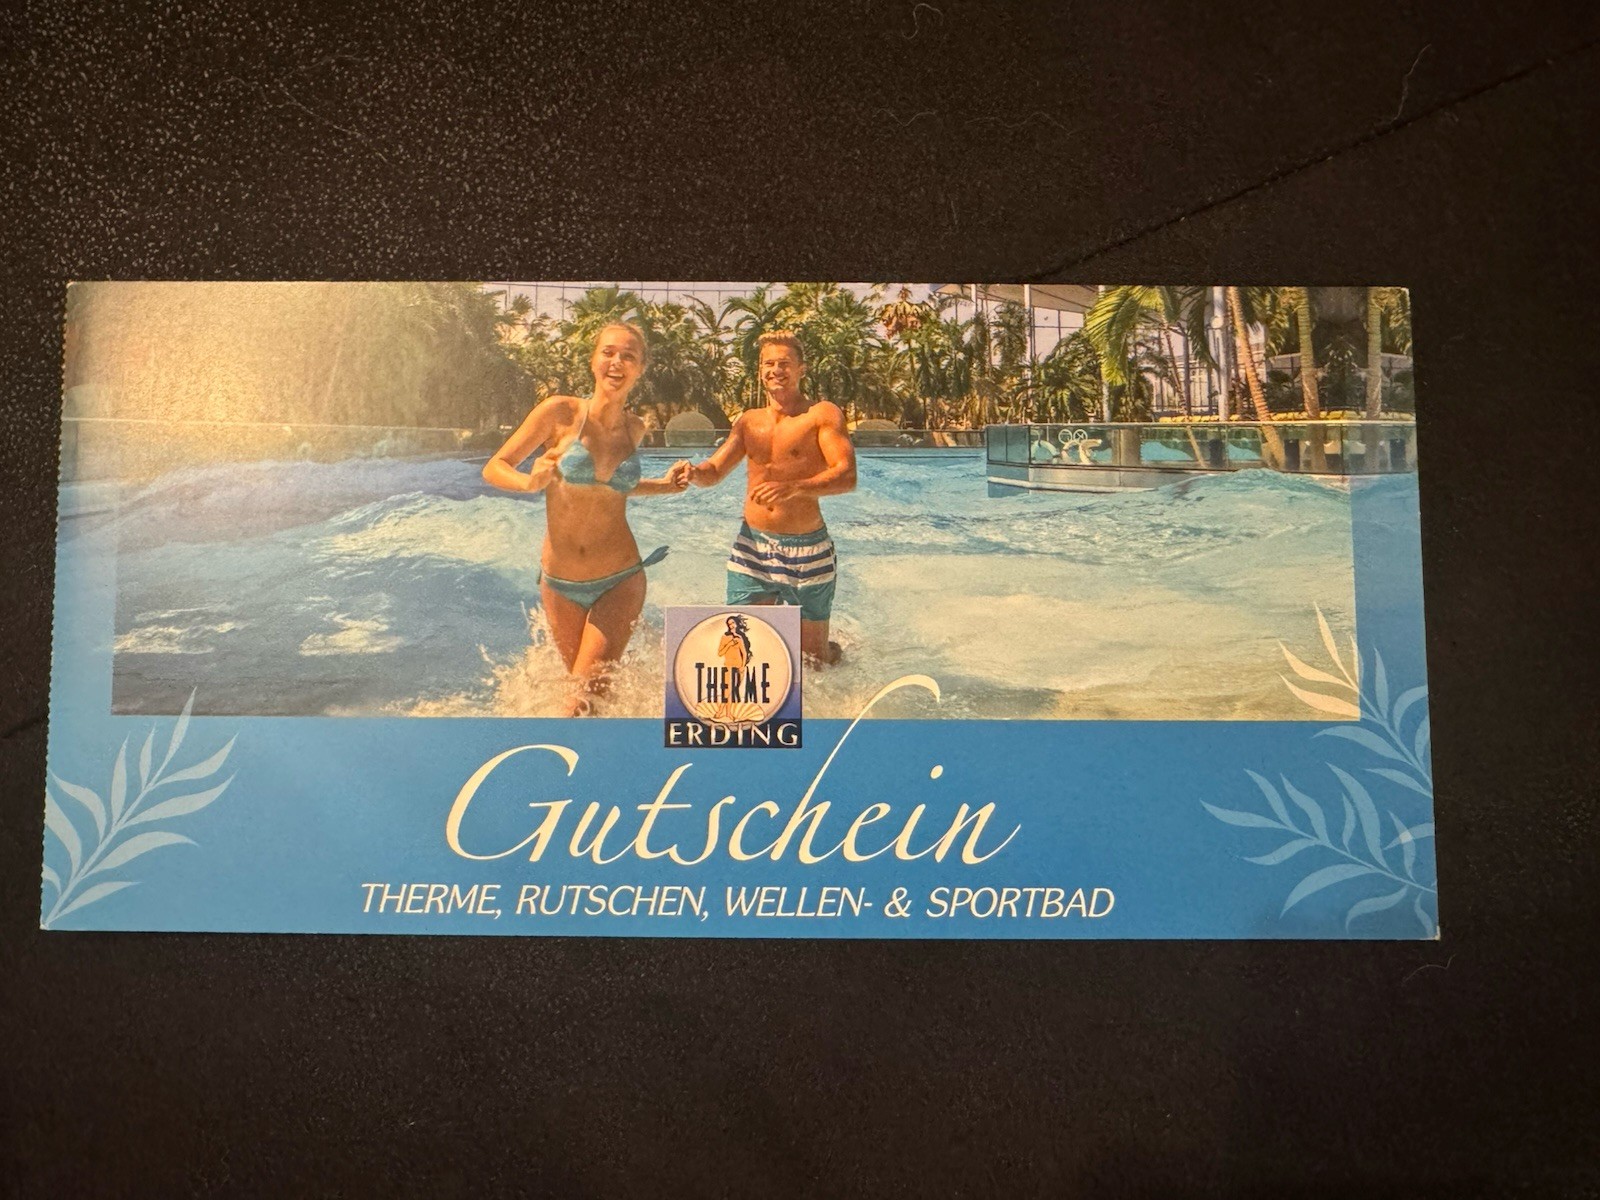 THERME
ERDING
Gutschein
THERME, RUTSCHEN, WELLEN- & SPORTBAD